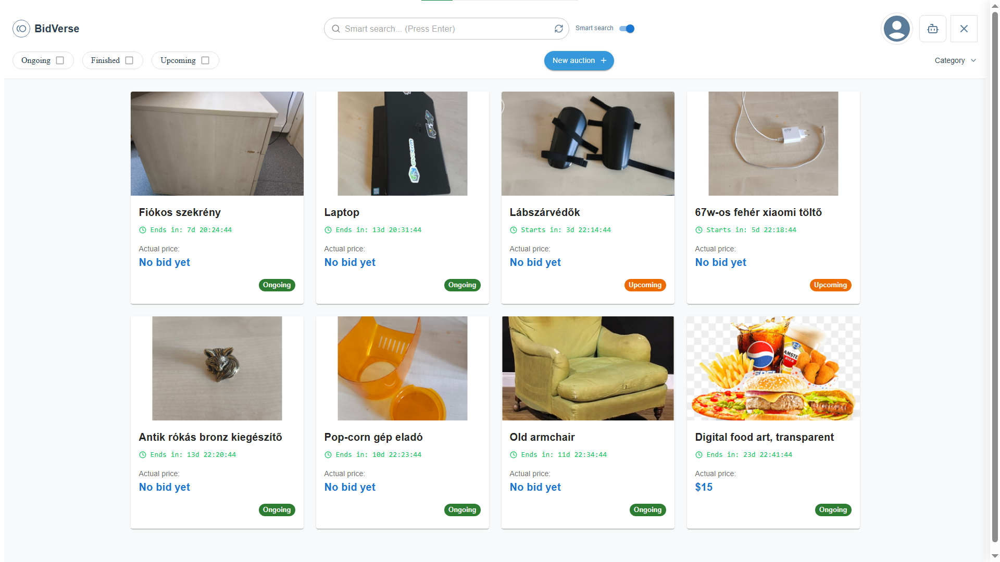 BidVerse
Smart search... (Press Enter)
Smart search
Ongoing
Finished
Upcoming
New auction +
Category
67W
Fiókos szekrény
Laptop
Lábszárvédők
67w-os fehér xiaomi töltő
Ends in: 7d 20:24:44
Ends in: 13d 20:31:44
Starts in: 3d 22:14:44
Starts in: 5d 22:18:44
Actual price:
Actual price:
Actual price:
Actual price:
No bid yet
No bid yet
No bid yet
No bid yet
Ongoing
Ongoing
Upcoming
Upcoming
AMSTE
BIER
Antik rókás bronz kiegészítő
Pop-corn gép eladó
Old armchair
Digital food art, transparent
Ends in: 13d 22:20:44
Ends in: 10d 22:23:44
Ends in: 11d 22:34:44
Ends in: 23d 22:41:44
Actual price:
Actual price:
Actual price:
Actual price:
No bid yet
No bid yet
No bid yet
$15
Ongoing
Ongoing
Ongoing
Ongoing